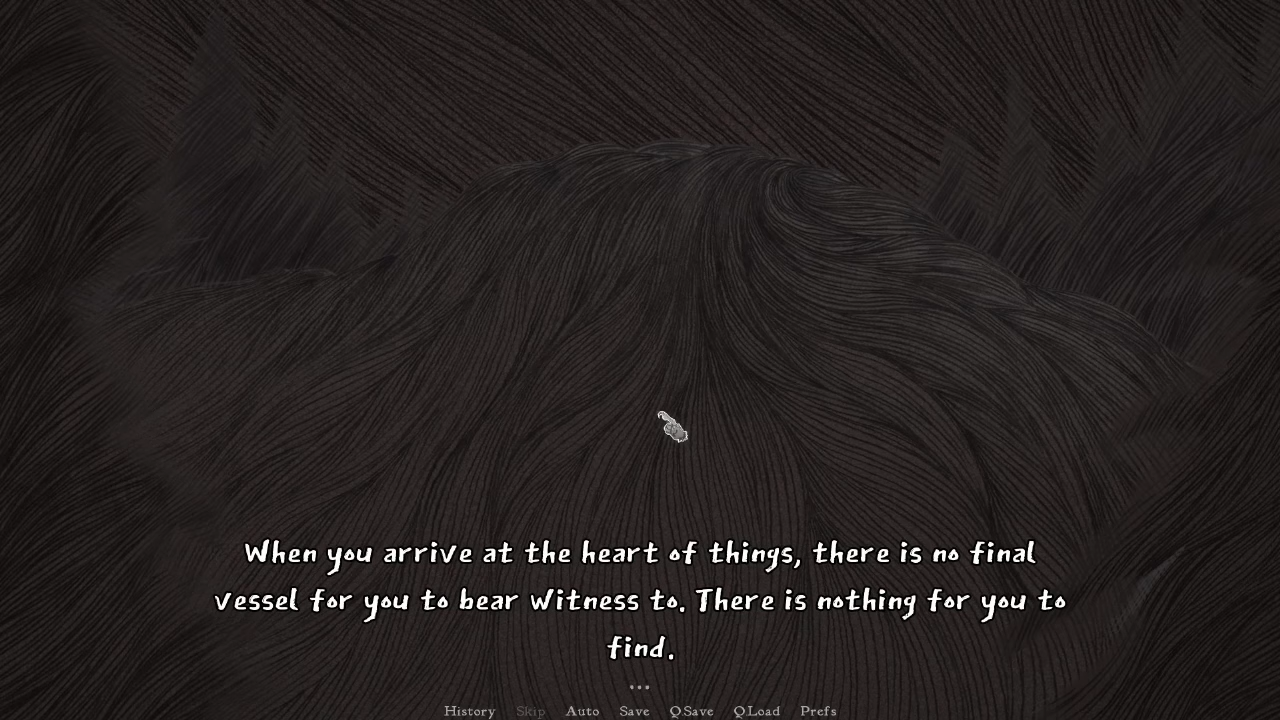 When you arrive at the heart of things, there is no final
vessel for you to bear witness to. There is nothing for you to
find.
...
History Skip Auto Save Q.Save Q.Load Prefs